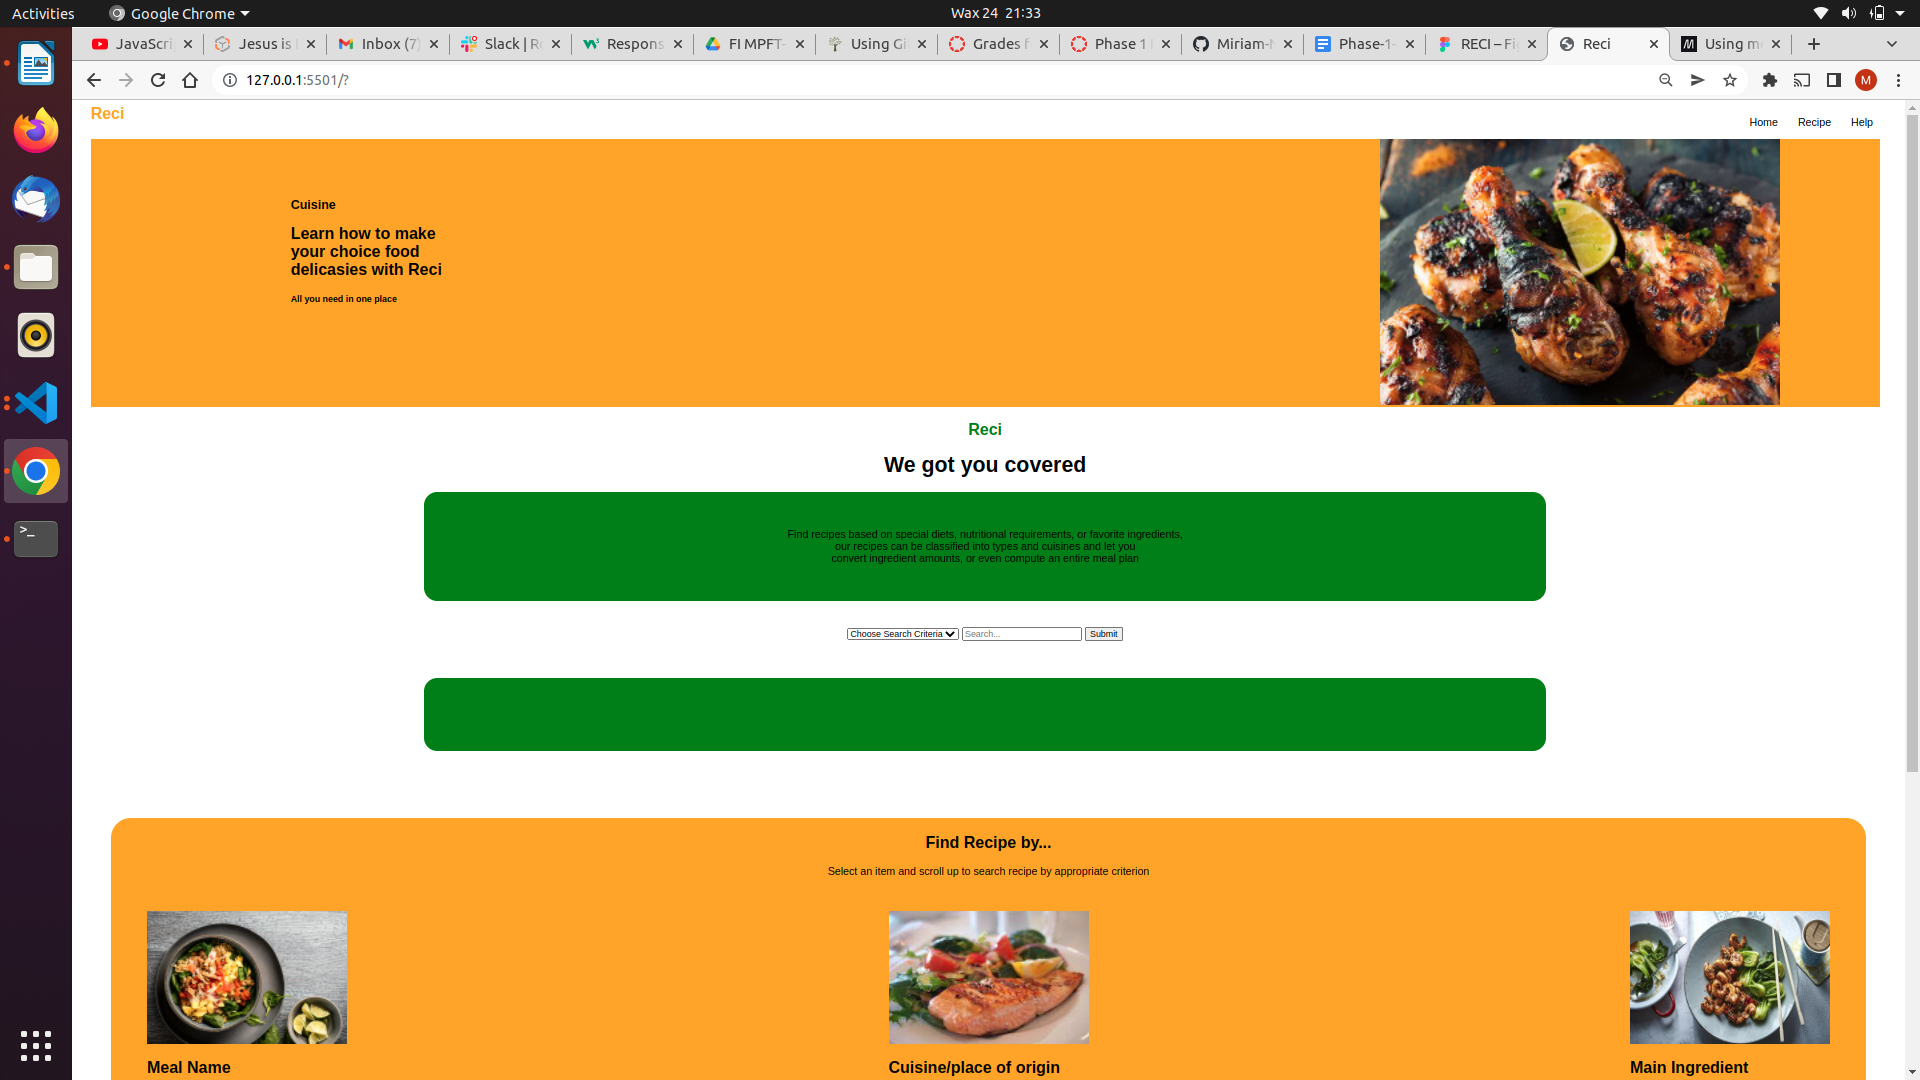 Activities
Google Chrome
Wax 24 21:33
JavaScri
Jesus is
Inbox (7)
Slack | R
Respons
FI MPFT-
Using Gi
Grades f
Phase 1
Miriam-
Phase-1-
RECI – Fi
Reci
Using m
127.0.0.1:5501/?
M
Reci
Home
Recipe
Help
Cuisine
Learn how to make
your choice food
delicasies with Reci
All you need in one place
Reci
We got you covered
Find recipes based on special diets, nutritional requirements, or favorite ingredients,
our recipes can be classified into types and cuisines and let you
convert ingredient amounts, or even compute an entire meal plan
Choose Search Criteria
Search...
Submit
Find Recipe by...
Select an item and scroll up to search recipe by appropriate criterion
Meal Name
Cuisine/place of origin
Main Ingredient